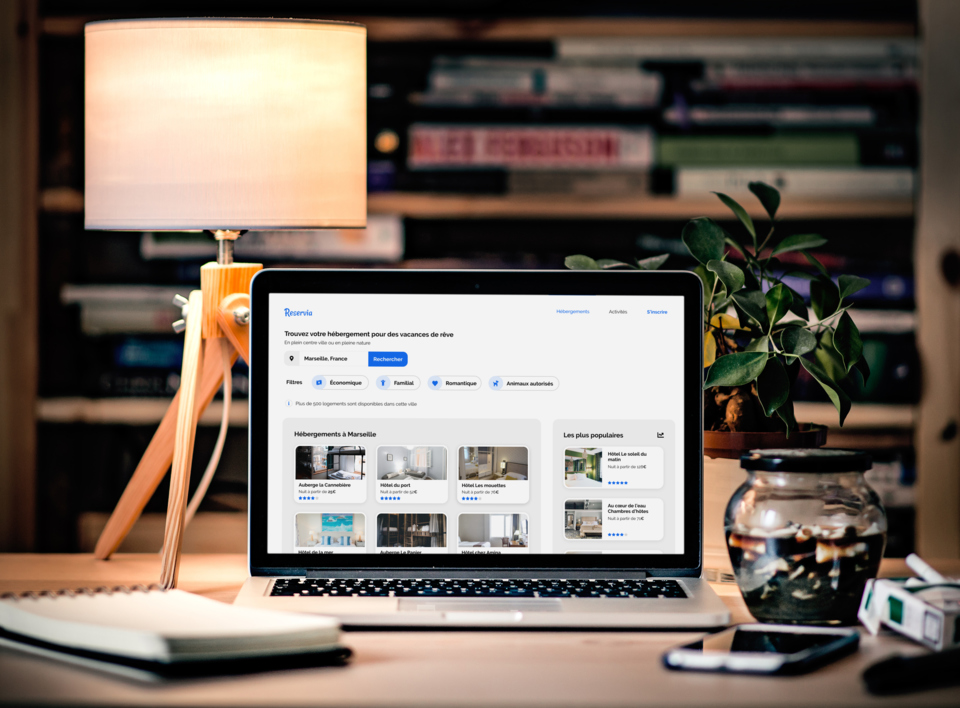 ALEX FERGUSON
Reservia
Hébergements
Activités
S'inscrire
Trouvez votre hébergement pour des vacances de rêve
En plein centre ville ou en pleine nature
Marseille, France
Rechercher
Filtres
Économique
Familial
Romantique
Animaux autorisés
Plus de 500 logements sont disponibles dans cette ville
Hébergements à Marseille
Auberge la Cannebière
Nuit à partir de 25€
Hôtel du port
Nuit à partir de 52€
Hôtel Les mouettes
Nuit à partir de 76€
Hôtel de la mer
Auberge Le Panier
Hôtel chez Amina
Les plus populaires
Hôtel Le soleil du
matin
Nuit à partir de 128€
Au cœur de l'eau
Chambres d'hôtes
Nuit à partir de 71€